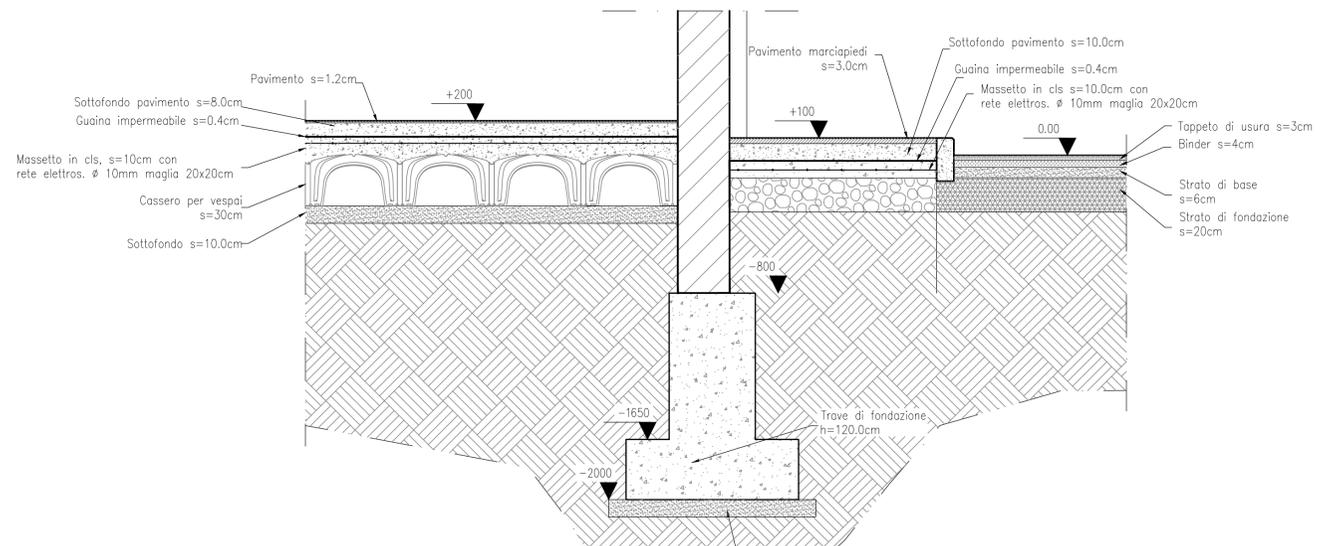 Pavimento s=1.2cm
Sottofondo pavimento s=8.0cm
Guaina impermeabile s=0.4cm
Massetto in cls, s=10cm con
rete elettros. Ø 10mm maglia 20x20cm
Cassero per vespai
s=30cm
Sottofondo s=10.0cm
+200
Pavimento marciapiedi
s=3.0cm
Sottofondo pavimento s=10.0cm
Guaina impermeabile s=0.4cm
Massetto in cls s=10.0cm con
rete elettros. Ø 10mm maglia 20x20cm
+100
0.00
Tappeto di usura s=3cm
Binder s=4cm
Strato di base
s=6cm
Strato di fondazione
s=20cm
-800
-1650
Trave di fondazione
h=120.0cm
-2000